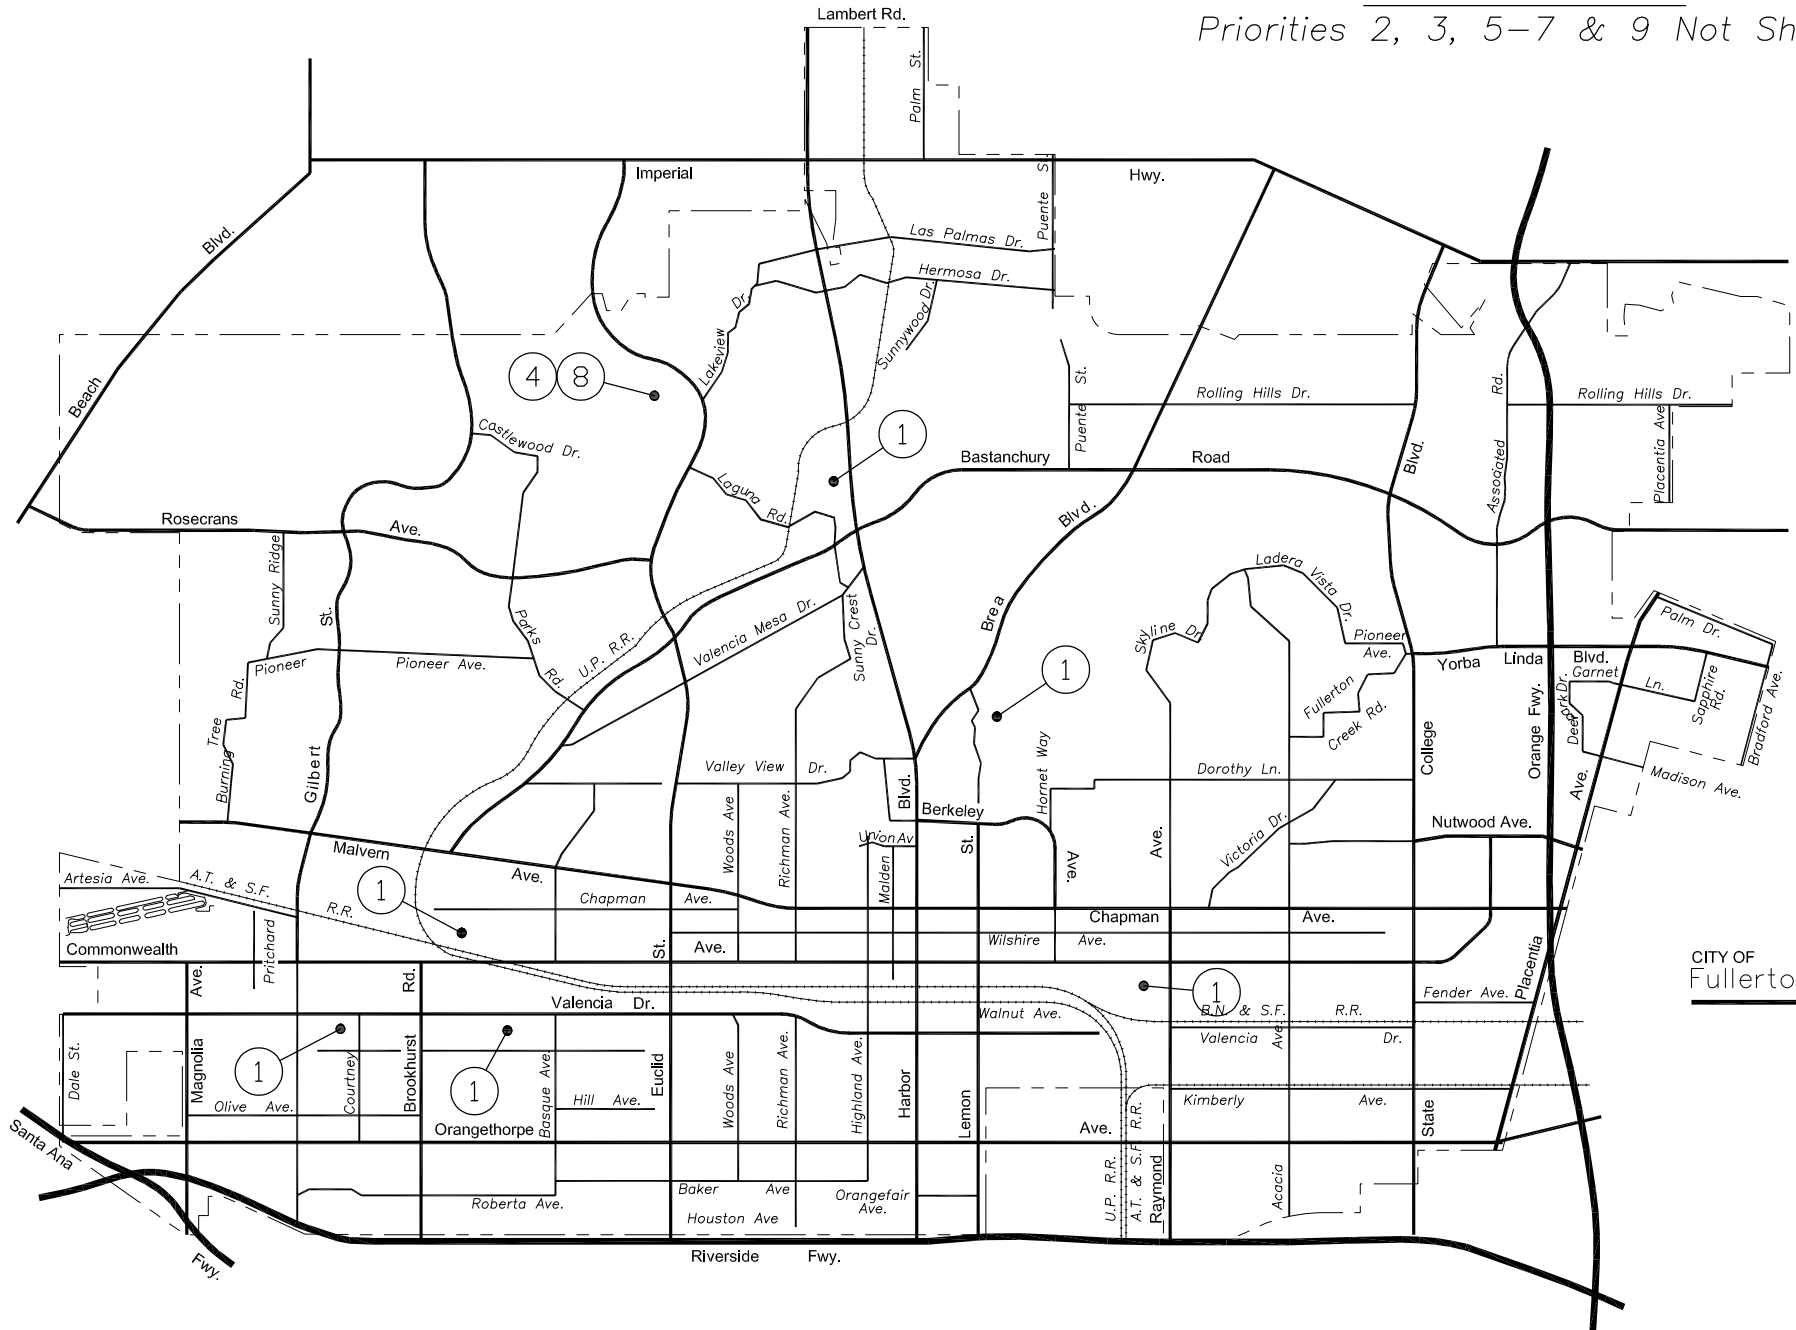 Lambert Rd.
Priorities 2, 3, 5-7 & 9 Not Sh
Palm St.
Imperial
Hwy.
Puente St.
Blvd.
Las Palmas Dr.
Hermosa Dr.
Lakeview Dr.
Sunnywood Dr.
Beach
4
8
Castlewood Dr.
Puente St.
Rolling Hills Dr.
Rolling Hills Dr.
Associated Rd.
Placentia Ave
1
Bastanchury
Road
Blvd.
Laguna Rd.
Rosecrans
Ave.
Blvd.
Brea
Sunny Ridge
St.
Parks Rd.
U.P. R.R.
Valencia Mesa Dr.
Sunny Crest Dr.
Ladera Vista Dr.
Skyline Dr.
Pioneer Ave.
Yorba
Linda
Blvd.
Palm Dr.
Pioneer
Pioneer Ave.
1
Fullerton
Creek Rd.
Garnet
Ln.
Sapphire Rd.
Bradford Ave.
Deer Park Dr.
Madison Ave.
Burning Tree Rd.
Gilbert
Valley View Dr.
Hornet Way
Dorothy Ln.
College
Orange Fwy.
Ave.
Blvd.
Berkeley
Nutwood Ave.
Victoria Dr.
Malvern
Ave.
Woods Ave
Richman Ave.
Union Av
Malden
St.
Ave.
Ave.
Artesia Ave.
A.T. & S.F.
R.R.
1
Chapman
Ave.
Chapman
Ave.
Commonwealth
Pritchard
St.
Ave.
Wilshire
Ave.
Placentia
CITY OF
Fullerto
Ave.
Rd.
Valencia Dr.
1
Fender Ave.
Walnut Ave.
B.N. & S.F.
R.R.
Valencia
Ave.
Dr.
Dale St.
Magnolia
1
Courtney
Brookhurst
1
Basque Ave.
Euclid
Woods Ave
Richman Ave.
Highland Ave.
Harbor
Lemon
Olive Ave.
Hill Ave.
Orangethorpe
Ave.
Kimberly
Ave.
State
Santa Ana
Fwy.
Roberta Ave.
Baker
Ave
Houston Ave
Orangefair
Ave.
U.P. R.R.
A.T. & S.F. R.R.
Raymond
Acacia
Riverside
Fwy.